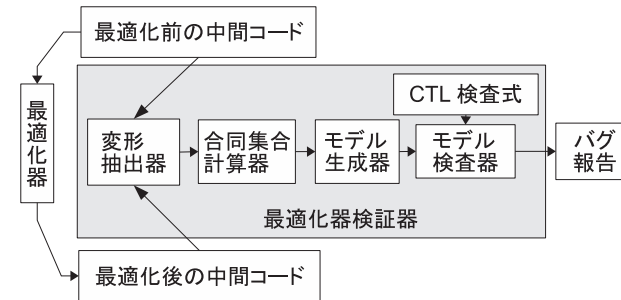 最適化前の中間コード
最適化器
CTL 検査式
変形
抽出器
合同集合
計算器
モデル
生成器
モデル
検査器
バグ
報告
最適化器検証器
最適化後の中間コード